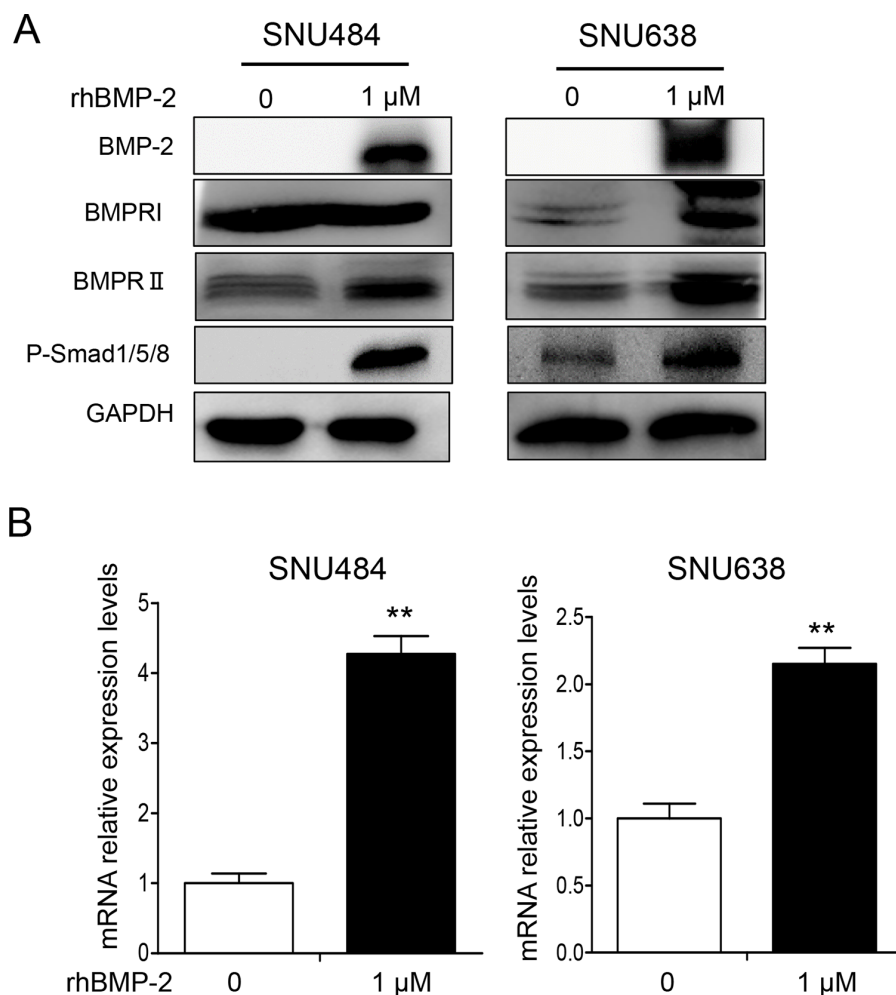 A
SNU484 SNU638
rhBMP-2 0 1 μM 0 1 μM
BMP-2
BMPRI
BMPR Ⅱ
P-Smad1/5/8
GAPDH
B
SNU484 SNU638
mRNA relative expression levels
5
4
3
2
1
0
**
mRNA relative expression levels
2.5
2.0
1.5
1.0
0.5
0.0
**
rhBMP-2 0 1 μM 0 1 μM